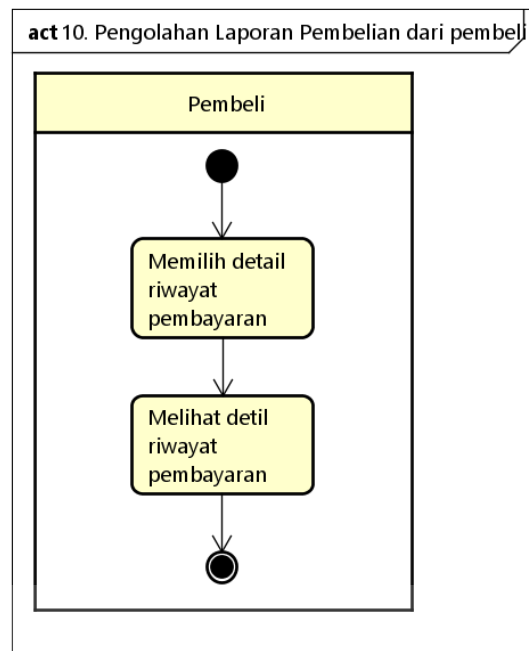 act 10. Pengolahan Laporan Pembelian dari pembeli
Pembeli
Memilih detail
riwayat
pembayaran
Melihat detil
riwayat
pembayaran